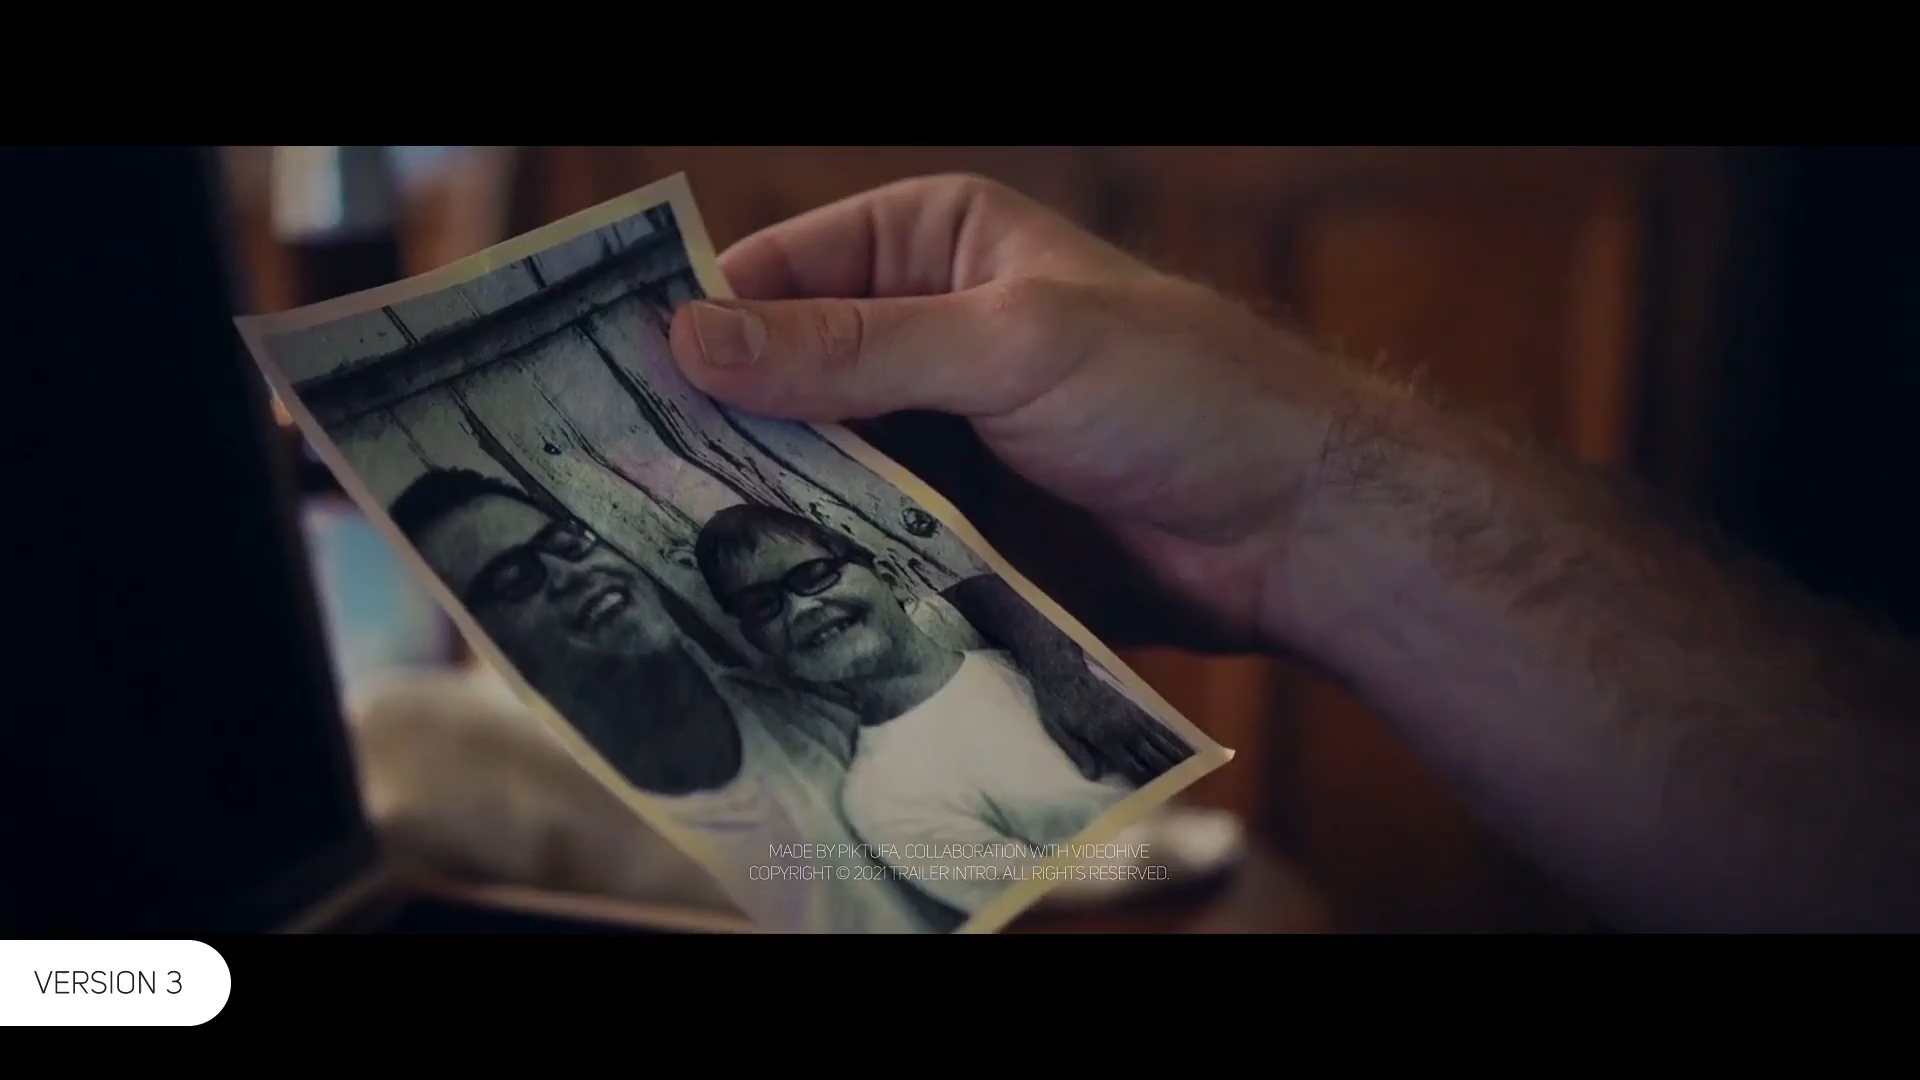 MADE BY PIKTUFA, COLLABORATION WITH VIDEOHIVE
COPYRIGHT © 2021 TRAILER INTRO. ALL RIGHTS RESERVED.
VERSION 3